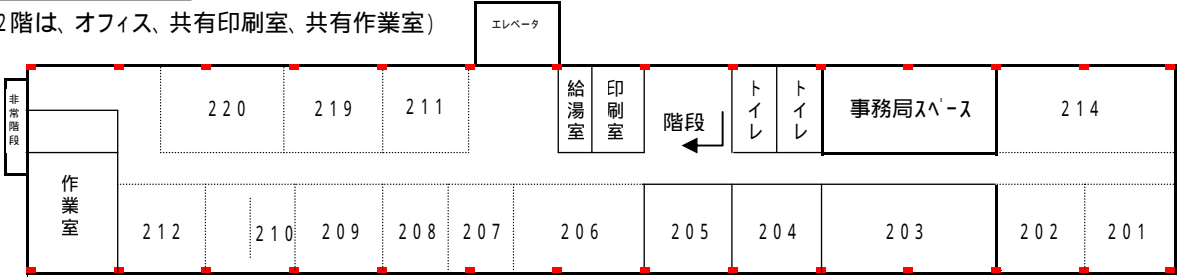 2階は、オフィス、共有印刷室、共有作業室)
エレベータ
非常階段
220
219
211
給湯室
印刷室
階段
トイレ
トイレ
事務局スペース
214
作業室
212
210
209
208
207
206
205
204
203
202
201